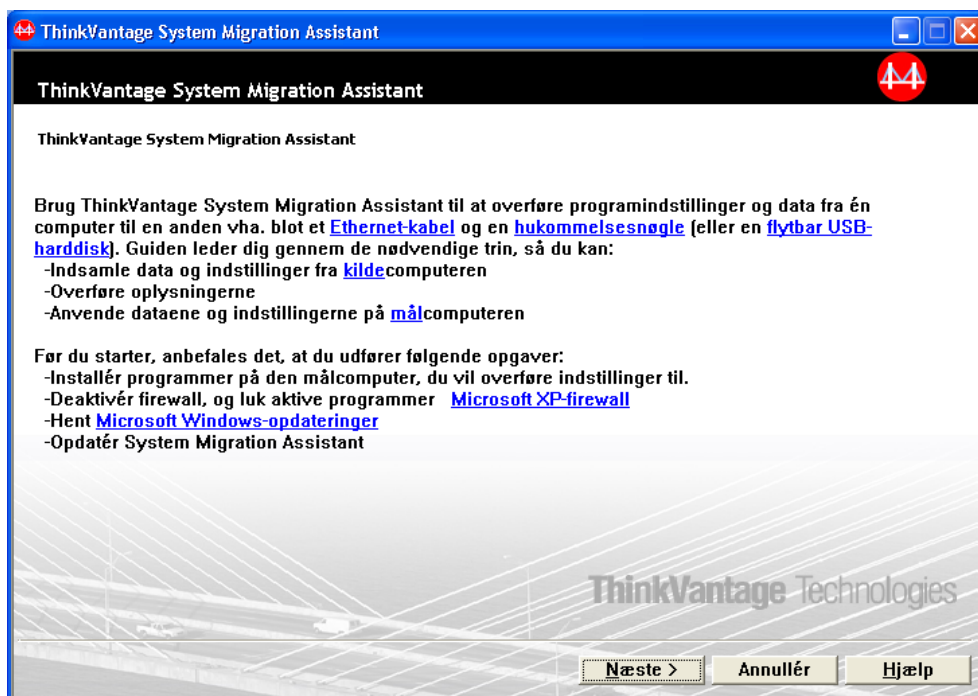 ThinkVantage System Migration Assistant
ThinkVantage System Migration Assistant
ThinkVantage System Migration Assistant
Brug ThinkVantage System Migration Assistant til at overføre programindstillinger og data fra én
computer til en anden vha. blot et Ethernet-kabel og en hukommelsesnøgle (eller en flytbar USB-
harddisk). Guiden leder dig gennem de nødvendige trin, så du kan:
-Indsamle data og indstillinger fra kildecomputeren
-Overføre oplysningerne
-Anvende dataene og indstillingerne på målcomputeren
Før du starter, anbefales det, at du udfører følgende opgaver:
-Installér programmer på den målcomputer, du vil overføre indstillinger til.
-Deaktivér firewall, og luk aktive programmer Microsoft XP-firewall
-Hent Microsoft Windows-opdateringer
-Opdatér System Migration Assistant
ThinkVantage Technologies
Næste > Annullér Hjælp